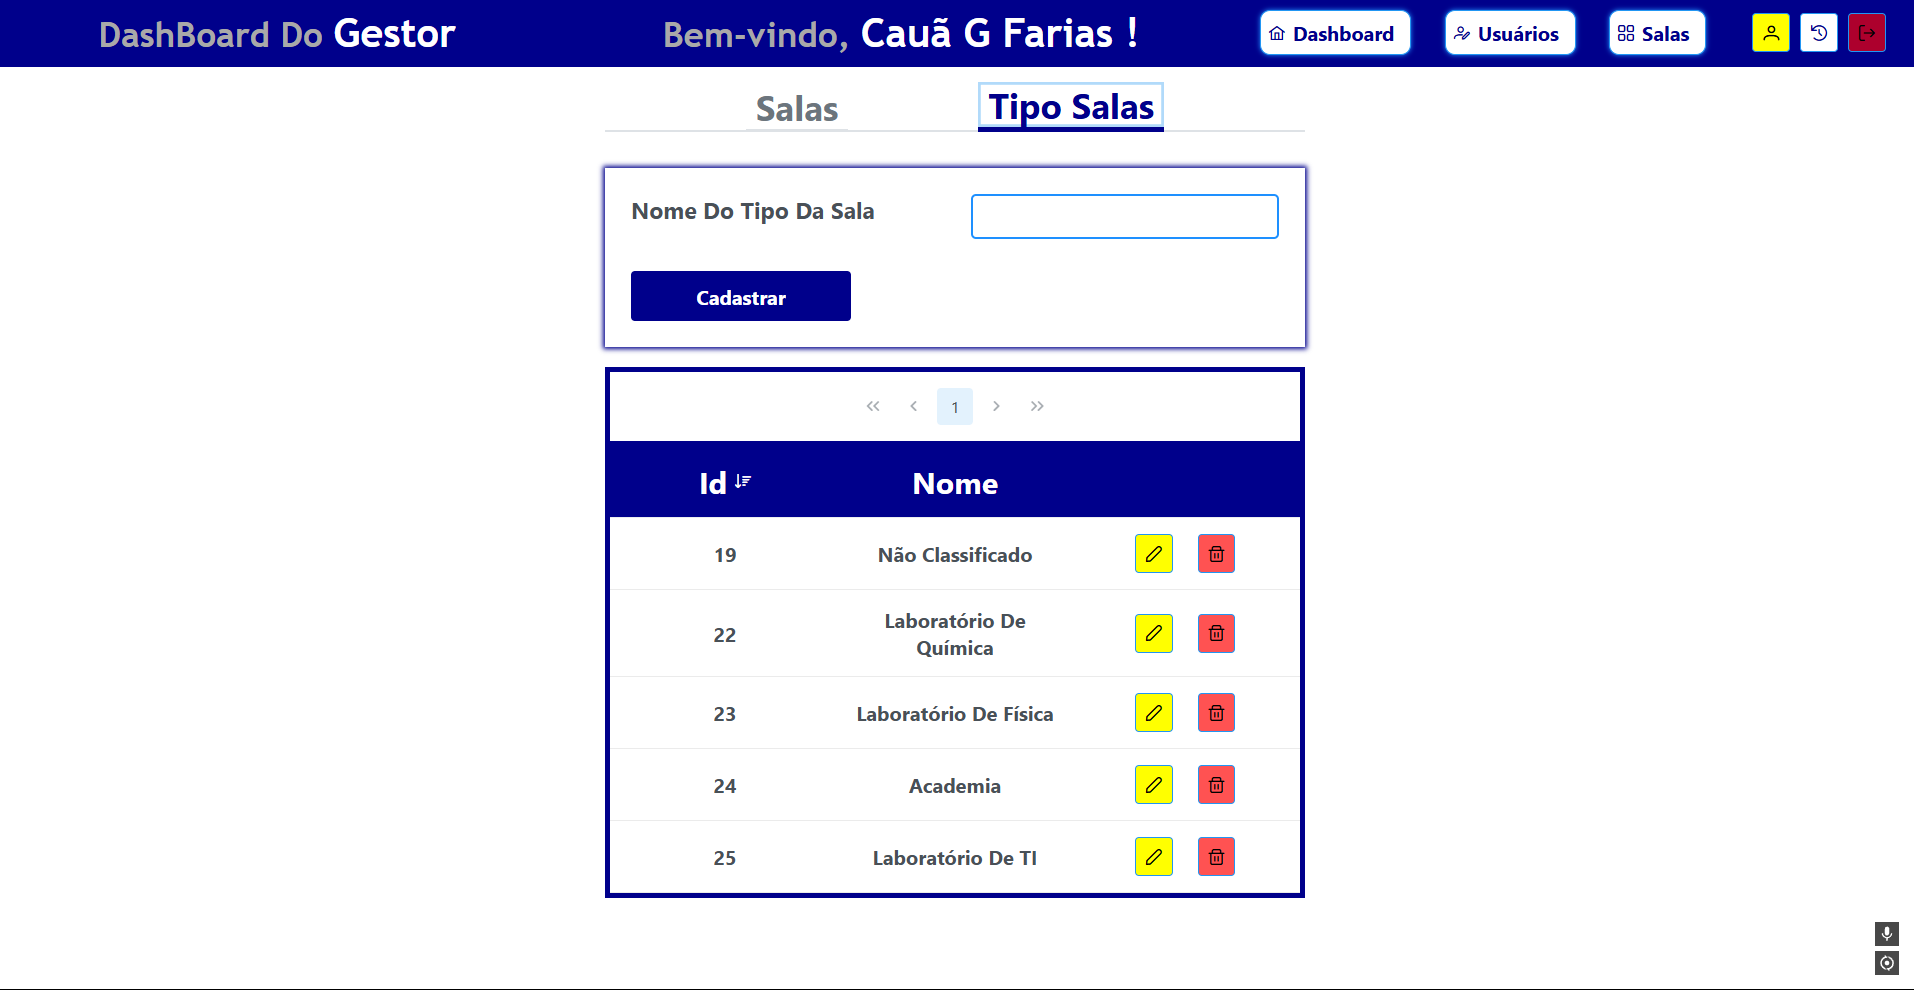 DashBoard Do Gestor
Bem-vindo, Cauã G Farias !
Dashboard
Usuários
Salas
Salas
Tipo Salas
Nome Do Tipo Da Sala
Cadastrar
1
Id Nome
19 Não Classificado
22 Laboratório De
Química
23 Laboratório De Física
24 Academia
25 Laboratório De TI